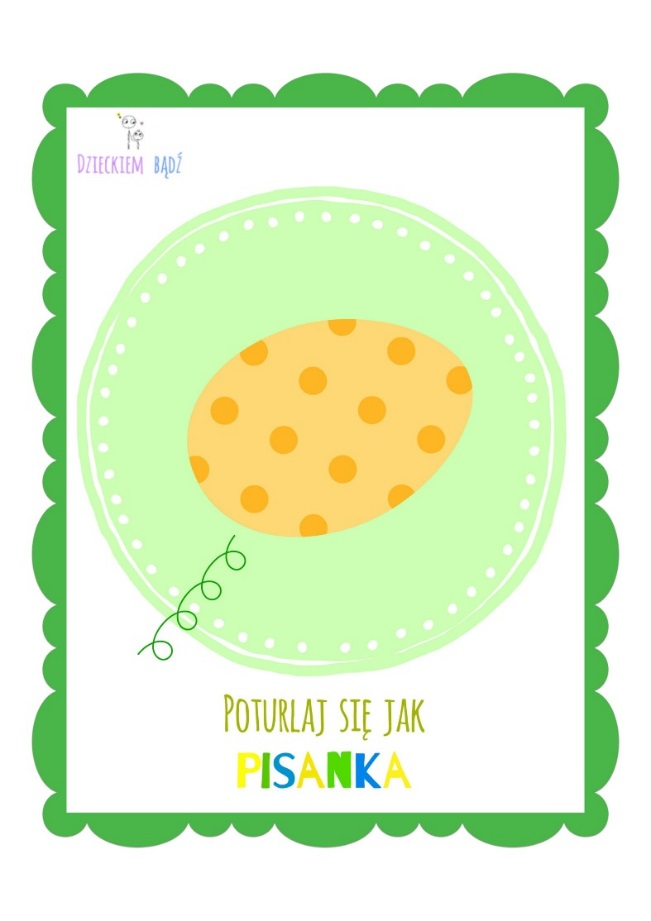 Dzieckiem bądź
Poturlaj się jak
PISANKA